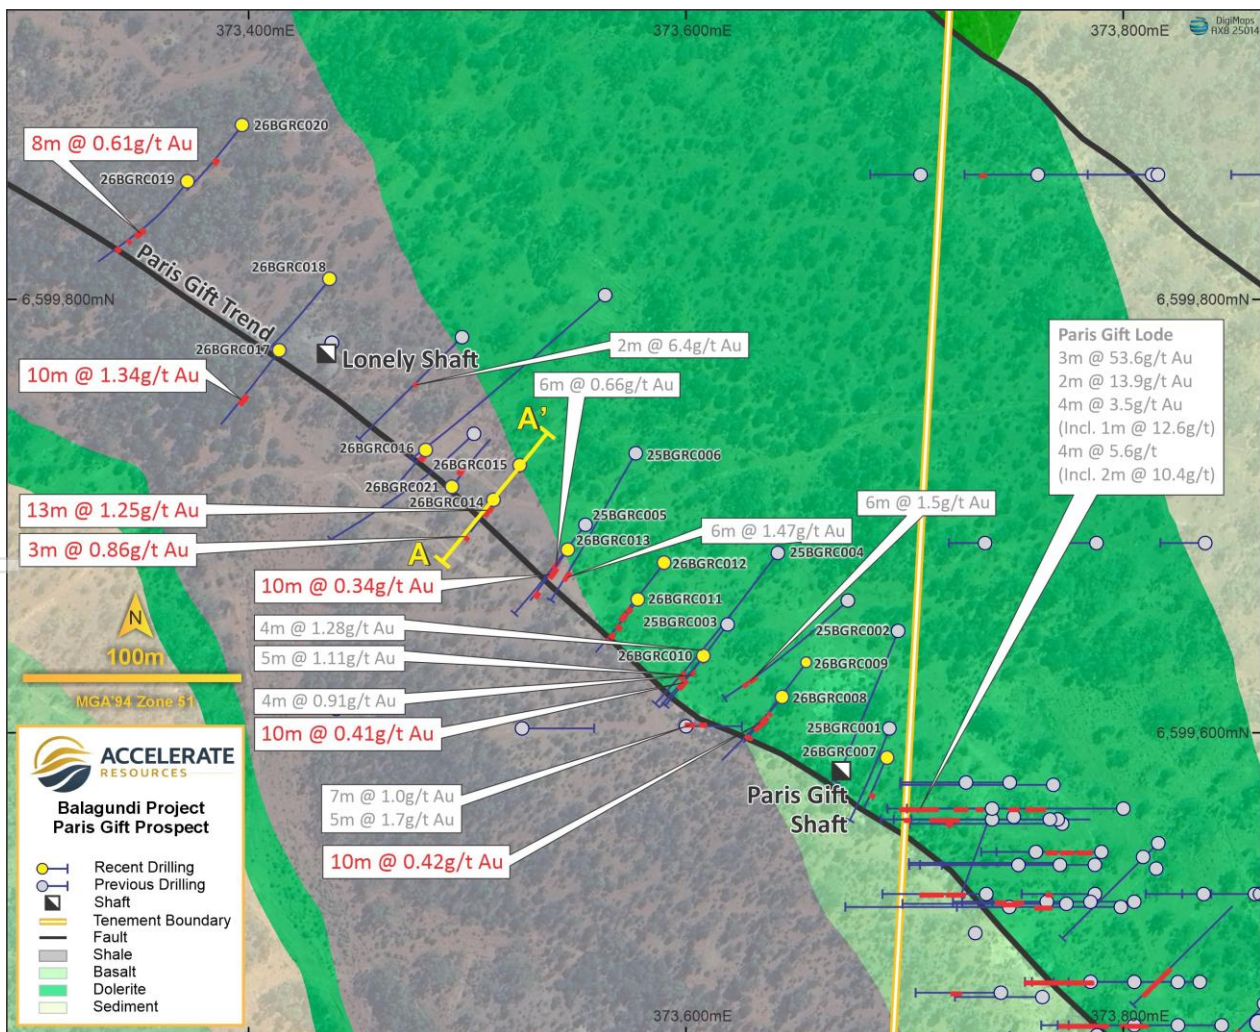 373,400mE
373,600mE
373,800mE
DigiMaps
RXB 25014
26BGRC020
8m @ 0.61g/t Au
26BGRC019
Paris Gift Trend
26BGRC018
6,599,800mN
6,599,800mN
26BGRC017
Lonely Shaft
10m @ 1.34g/t Au
2m @ 6.4g/t Au
6m @ 0.66g/t Au
Paris Gift Lode
3m @ 53.6g/t Au
2m @ 13.9g/t Au
4m @ 3.5g/t Au
(Incl. 1m @ 12.6g/t)
4m @ 5.6g/t
(Incl. 2m @ 10.4g/t)
A'
26BGRC016
26BGRC015
26BGRC021
26BGRC014
A
25BGRC006
13m @ 1.25g/t Au
3m @ 0.86g/t Au
6m @ 1.5g/t Au
25BGRC005
6m @ 1.47g/t Au
26BGRC013
25BGRC004
26BGRC012
10m @ 0.34g/t Au
26BGRC011
25BGRC003
25BGRC002
4m @ 1.28g/t Au
5m @ 1.11g/t Au
4m @ 0.91g/t Au
10m @ 0.41g/t Au
26BGRC010
26BGRC009
26BGRC008
25BGRC001
26BGRC007
N
100m
MGA'94 Zone 51
6,599,600mN
7m @ 1.0g/t Au
5m @ 1.7g/t Au
Paris Gift
Shaft
10m @ 0.42g/t Au
ACCELERATE
RESOURCES
Balagundi Project
Paris Gift Prospect
Recent Drilling
Previous Drilling
Shaft
Tenement Boundary
Fault
Shale
Basalt
Dolerite
Sediment
373,400mE
373,600mE
373,800mE